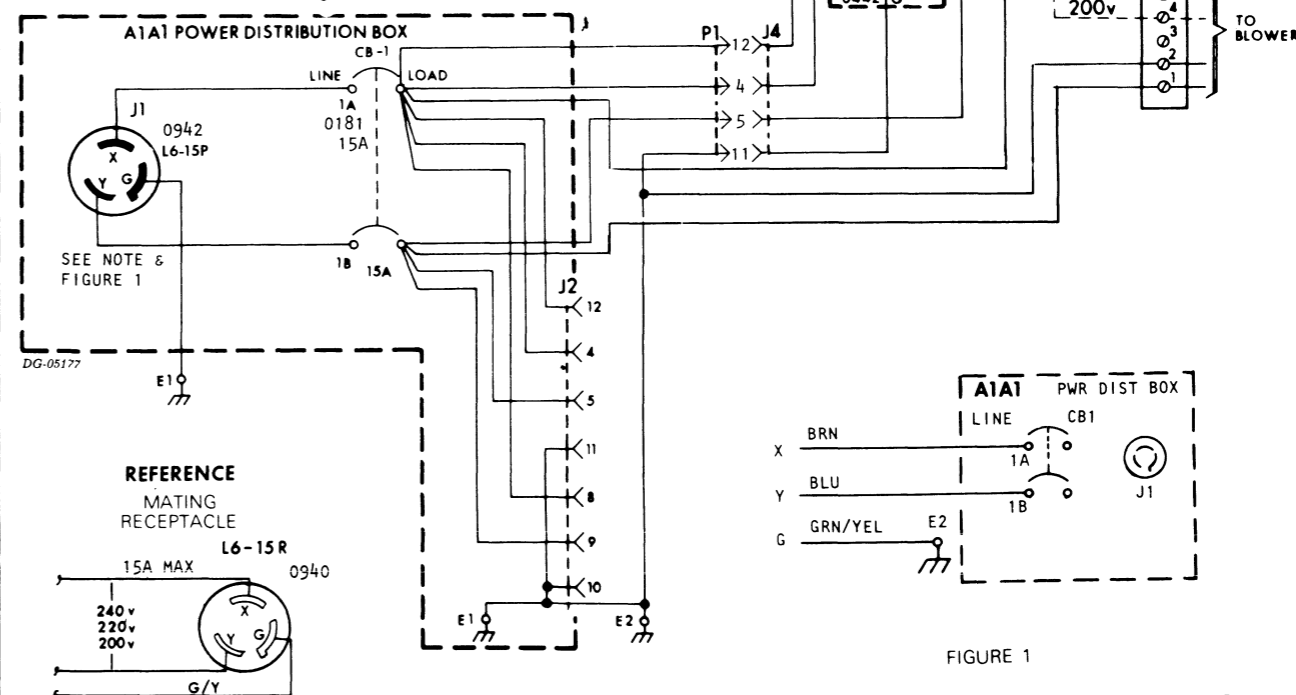 A1A1 POWER DISTRIBUTION BOX
CB-1
LINE
LOAD
1A
0181
15A
J1
0942
L6-15P
X
Y
G
SEE NOTE &
FIGURE 1
1B
15A
DG-05177
E1
J2
12
4
5
11
8
9
10
E1
E2
P1
J4
12
4
5
11
200v
4
3
2
1
TO
BLOWER
REFERENCE
MATING
RECEPTACLE
L6-15R
15A MAX
0940
240v
220v
200v
X
Y
G
G/Y
A1A1
PWR DIST BOX
LINE
CB1
X
BRN
1A
Y
BLU
1B
J1
G
GRN/YEL
E2
FIGURE 1